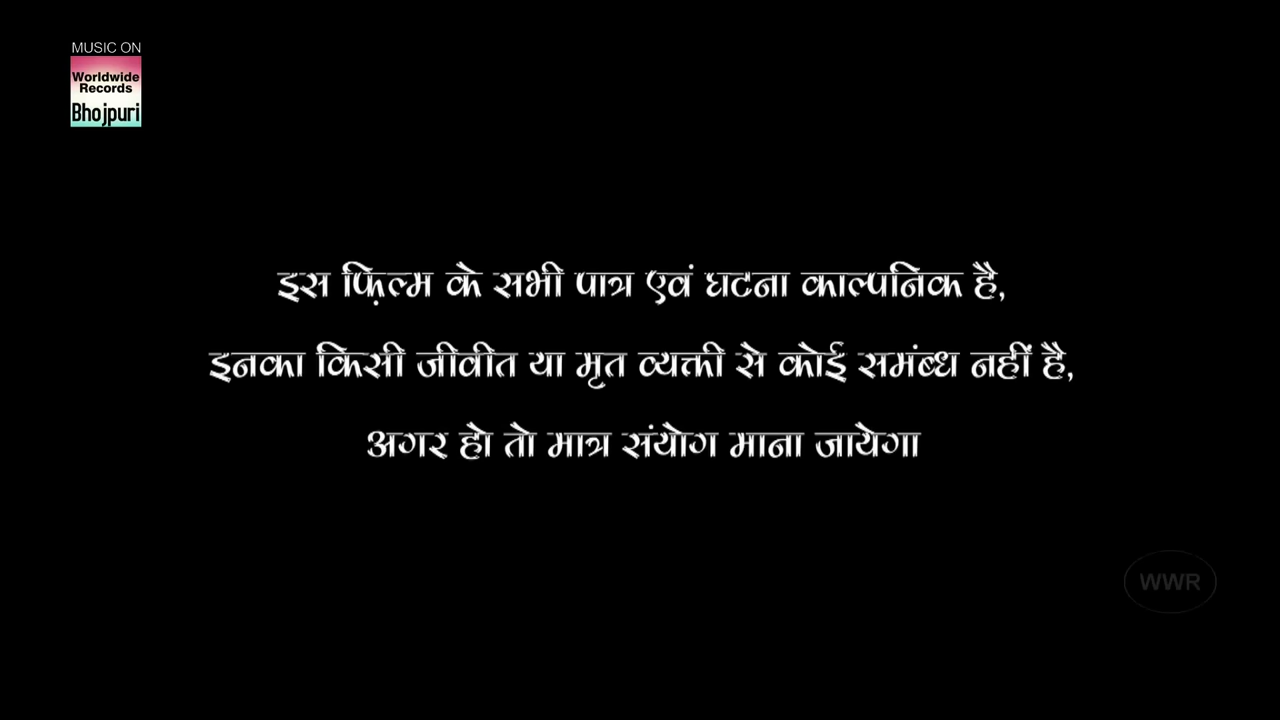 MUSIC ON
Worldwide
Records
Bhojpuri
इस फ़िल्म के सभी पात्र एवं घटना काल्पनिक है,
इनका किसी जीवीत या मृत व्यक्ती से कोई समंब्ध नहीं है,
अगर हो तो मात्र संयोग माना जायेगा
WWR